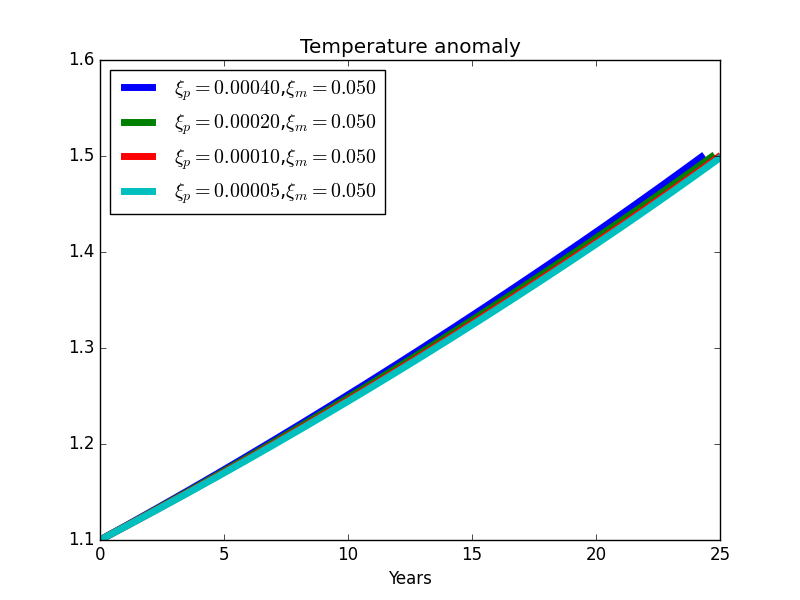 Temperature anomaly
1.6
1.5
1.4
1.3
1.2
1.1
ξp = 0.00040,ξm = 0.050
ξp = 0.00020,ξm = 0.050
ξp = 0.00010,ξm = 0.050
ξp = 0.00005,ξm = 0.050
0 5 10 15 20 25
Years